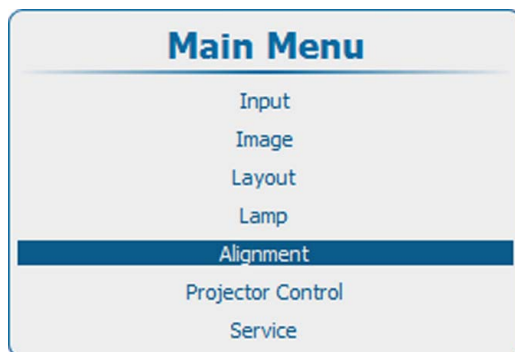 Main Menu
Input
Image
Layout
Lamp
Alignment
Projector Control
Service